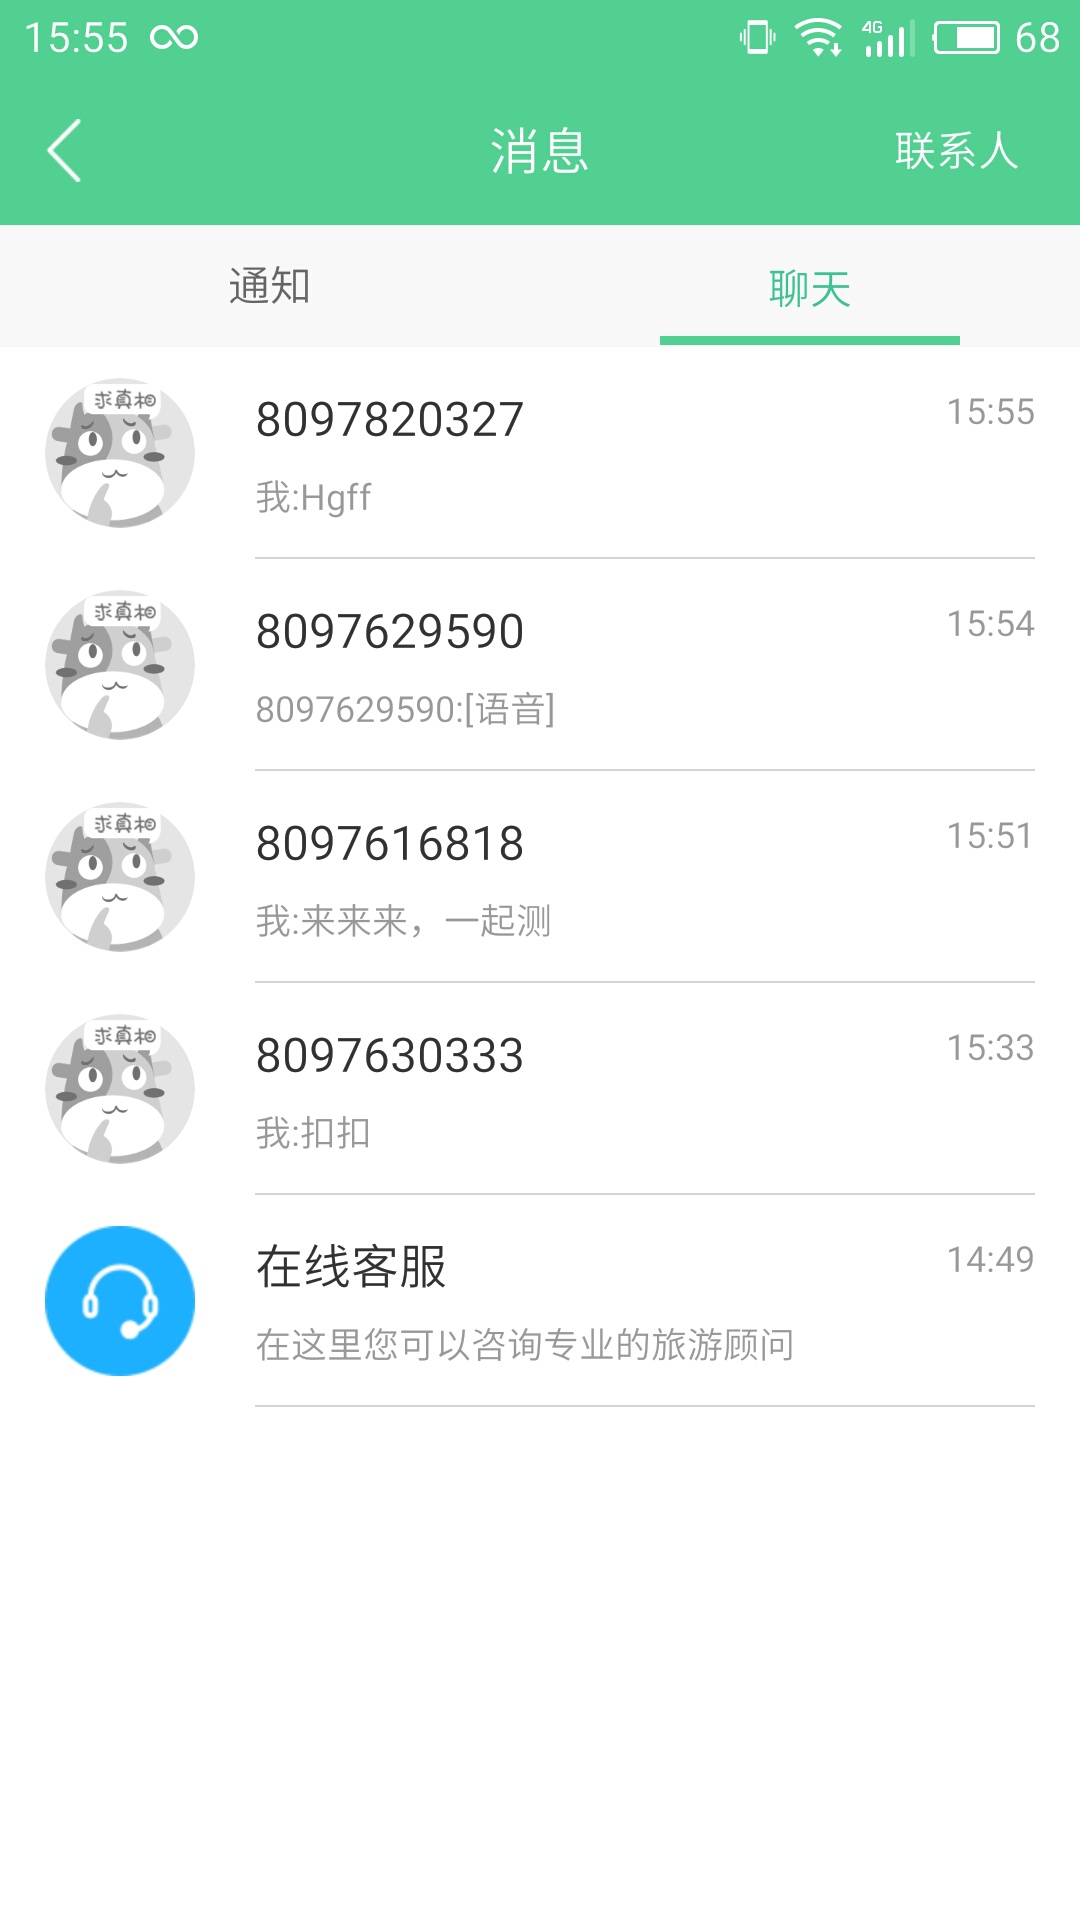 15:55 68
4G
消息 联系人
通知 聊天
求真相
8097820327 15:55
我:Hgff
求真相
8097629590 15:54
8097629590:[语音]
求真相
8097616818 15:51
我:来来来，一起测
求真相
8097630333 15:33
我:扣扣
在线客服 14:49
在这里您可以咨询专业的旅游顾问